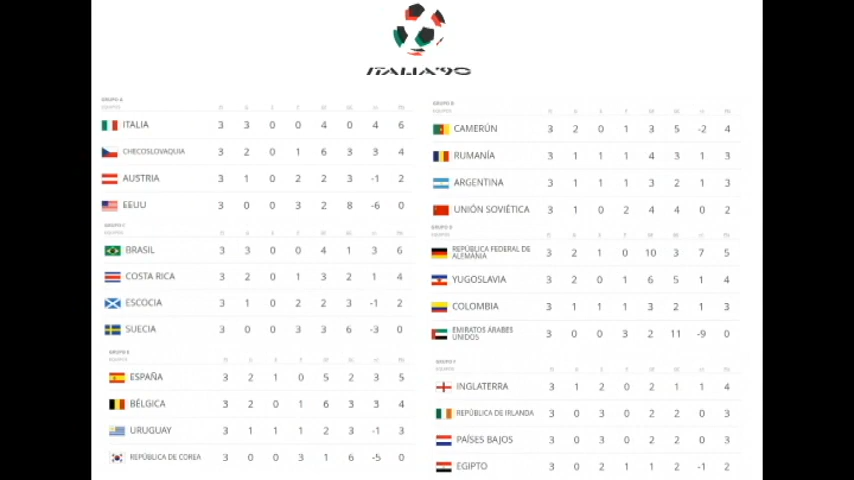 ITALIA'90
GRUPO A
EQUIPOS
ITALIA 3 3 0 0 4 0 4 6
CHECOSLOVAQUIA 3 2 0 1 6 3 3 4
AUSTRIA 3 1 0 2 2 3 -1 2
EEUU 3 0 0 3 2 8 -6 0
GRUPO B
EQUIPOS
CAMERÚN 3 2 0 1 3 5 -2 4
RUMANÍA 3 1 1 1 4 3 1 3
ARGENTINA 3 1 1 1 3 2 1 3
UNIÓN SOVIÉTICA 3 1 0 2 4 4 0 2
GRUPO C
EQUIPOS
BRASIL 3 3 0 0 4 1 3 6
COSTA RICA 3 2 0 1 3 2 1 4
ESCOCIA 3 1 0 2 2 3 -1 2
SUECIA 3 0 0 3 3 6 -3 0
GRUPO D
EQUIPOS
REPÚBLICA FEDERAL DE
ALEMANIA 3 2 1 0 10 3 7 5
YUGOSLAVIA 3 2 0 1 6 5 1 4
COLOMBIA 3 1 1 1 3 2 1 3
EMIRATOS ÁRABES
UNIDOS 3 0 0 3 2 11 -9 0
GRUPO E
EQUIPOS
ESPAÑA 3 2 1 0 5 2 3 5
BÉLGICA 3 2 0 1 6 3 3 4
URUGUAY 3 1 1 1 2 3 -1 3
REPÚBLICA DE COREA 3 0 0 3 1 6 -5 0
GRUPO F
EQUIPOS
INGLATERRA 3 1 2 0 2 1 1 4
REPÚBLICA DE IRLANDA 3 0 3 0 2 2 0 3
PAÍSES BAJOS 3 0 3 0 2 2 0 3
EGIPTO 3 0 2 1 1 2 -1 2